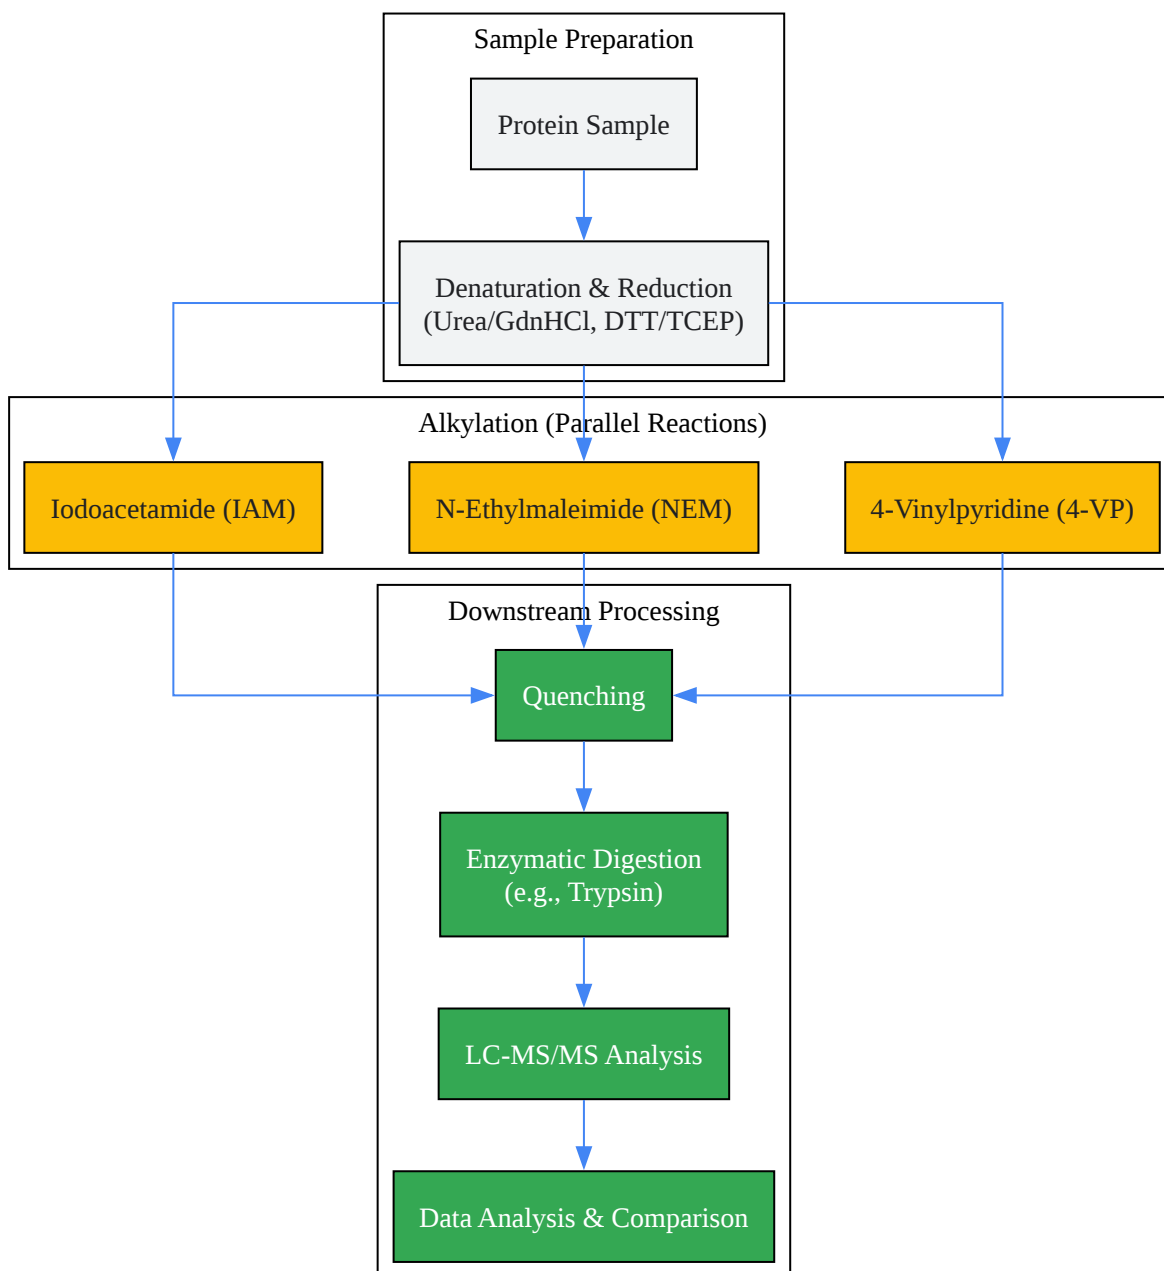 Sample Preparation
Protein Sample
Denaturation & Reduction
(Urea/GdnHCl, DTT/TCEP)
Alkylation (Parallel Reactions)
Iodoacetamide (IAM)
N-Ethylmaleimide (NEM)
4-Vinylpyridine (4-VP)
Downstream Processing
Quenching
Enzymatic Digestion
(e.g., Trypsin)
LC-MS/MS Analysis
Data Analysis & Comparison